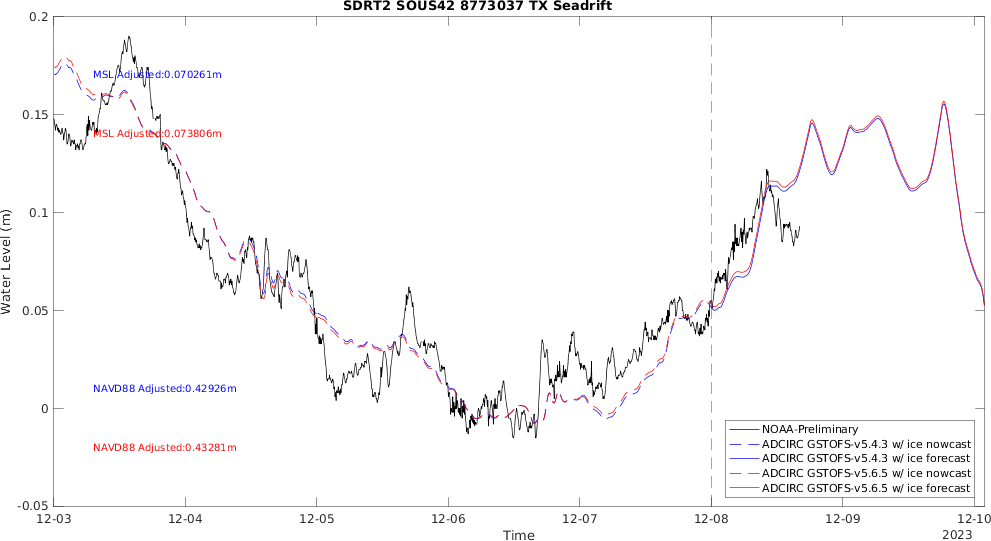 SDRT2 SOUS42 8773037 TX Seadrift
0.2
0.15
0.1
0.05
0
-0.05
Water Level (m)
MSL Adjusted:0.070261m
MSL Adjusted:0.073806m
NAVD88 Adjusted:0.42926m
NAVD88 Adjusted:0.43281m
NOAA-Preliminary
ADCIRC GSTOFS-v5.4.3 w/ ice nowcast
ADCIRC GSTOFS-v5.4.3 w/ ice forecast
ADCIRC GSTOFS-v5.6.5 w/ ice nowcast
ADCIRC GSTOFS-v5.6.5 w/ ice forecast
12-03 12-04 12-05 12-06 12-07 12-08 12-09 12-10
Time
2023